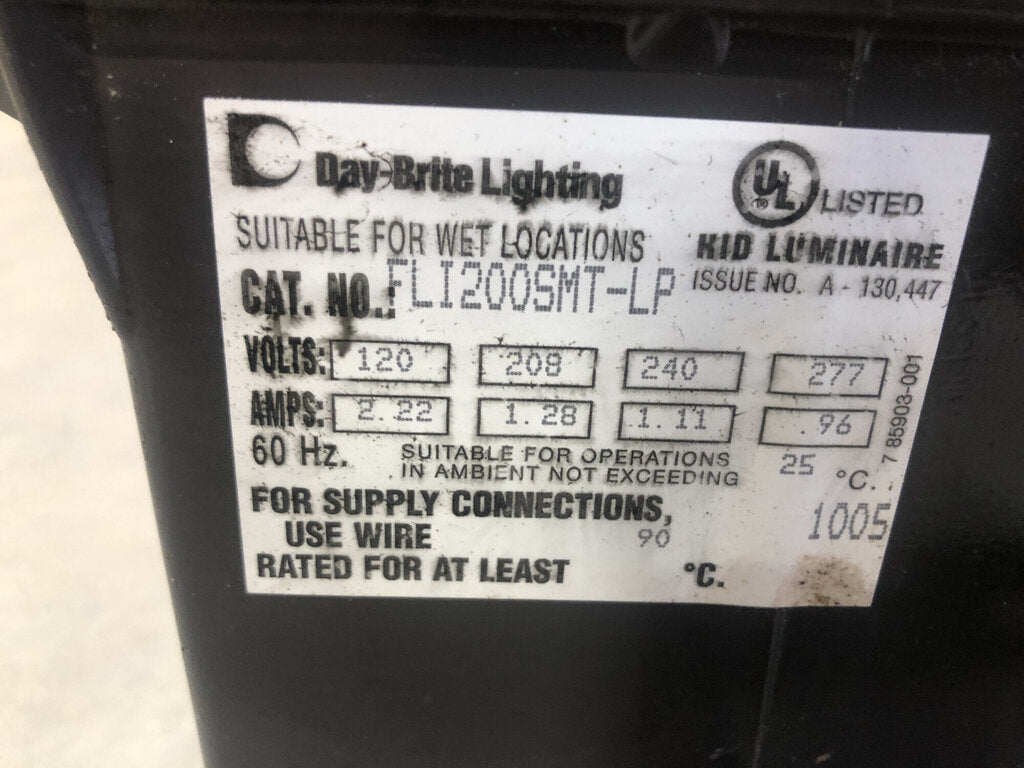 Day-Brite Lighting
UL LISTED
SUITABLE FOR WET LOCATIONS
HID LUMINAIRE
CAT. NO.: FLI200SMT-LP
ISSUE NO. A - 130,447
VOLTS: 120 208 240 277
AMPS: 2.22 1.28 1.11 .96
60 Hz. SUITABLE FOR OPERATIONS
IN AMBIENT NOT EXCEEDING 25 °C.
7 85903-001
FOR SUPPLY CONNECTIONS,
USE WIRE 90
RATED FOR AT LEAST °C.
1005